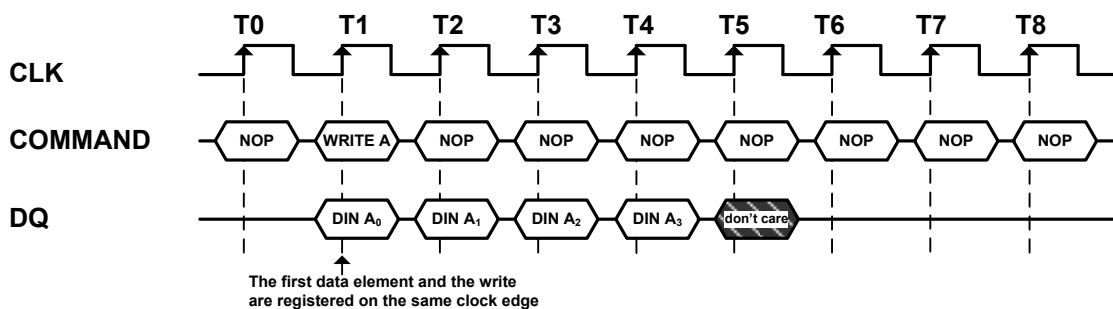 T0 T1 T2 T3 T4 T5 T6 T7 T8
CLK
COMMAND NOP WRITE A NOP NOP NOP NOP NOP NOP NOP
DQ DIN A₀ DIN A₁ DIN A₂ DIN A₃ don't care
The first data element and the write
are registered on the same clock edge